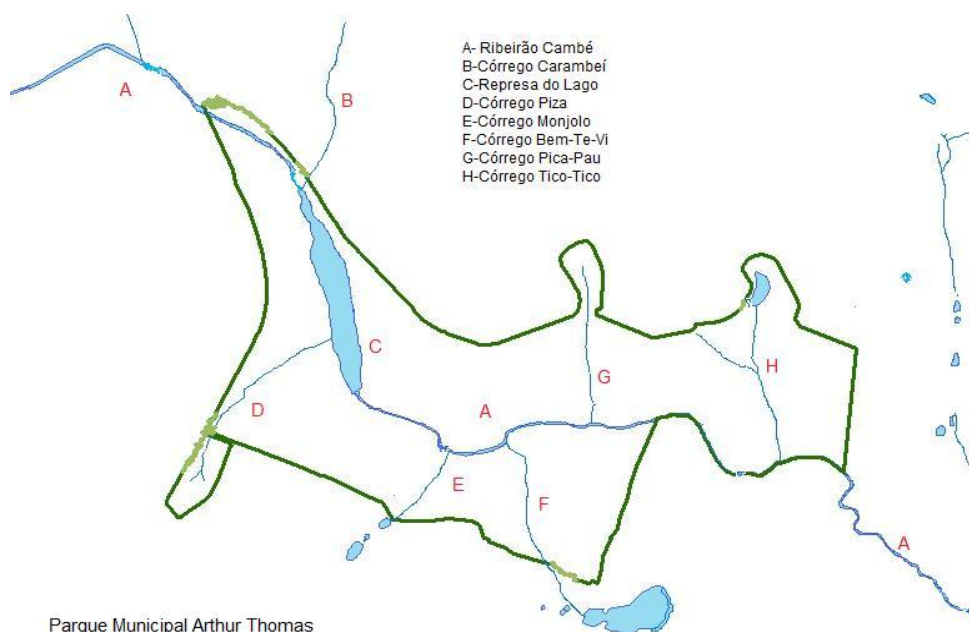 A- Ribeirão Cambé
B-Córrego Carambeí
C-Represa do Lago
D-Córrego Piza
E-Córrego Monjolo
F-Córrego Bem-Te-Vi
G-Córrego Pica-Pau
H-Córrego Tico-Tico
A
B
C
H
G
D
A
E
F
A
Parque Municipal Arthur Thomas